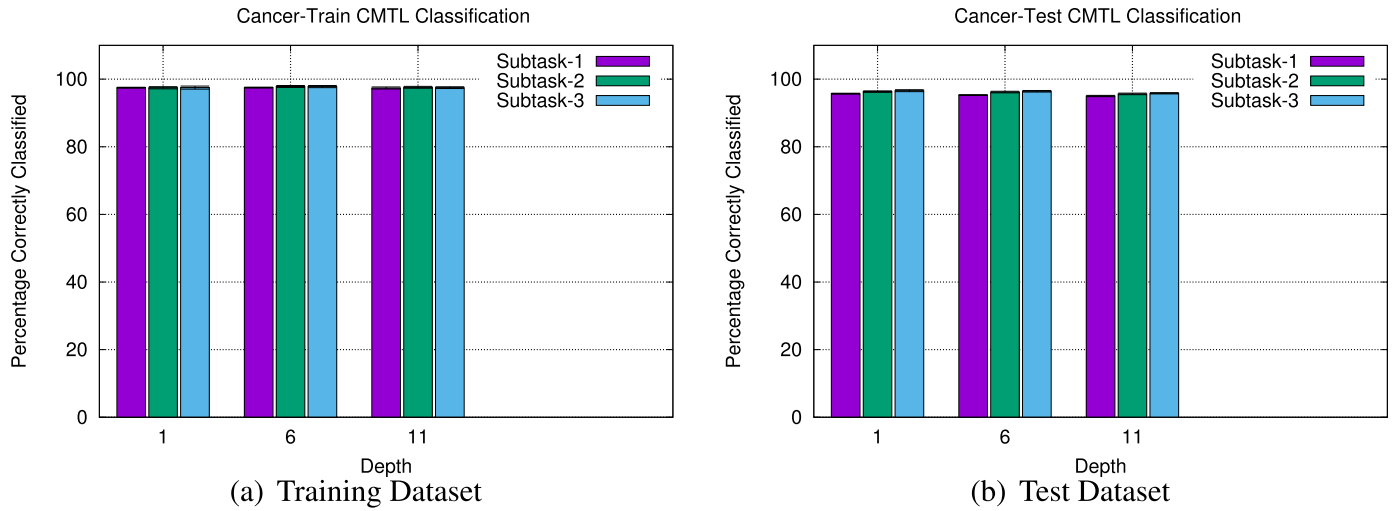 Cancer-Train CMTL Classification
Percentage Correctly Classified
100
80
60
40
20
0
Subtask-1
Subtask-2
Subtask-3
1 6 11
Depth
(a) Training Dataset
Cancer-Test CMTL Classification
Percentage Correctly Classified
100
80
60
40
20
0
Subtask-1
Subtask-2
Subtask-3
1 6 11
Depth
(b) Test Dataset